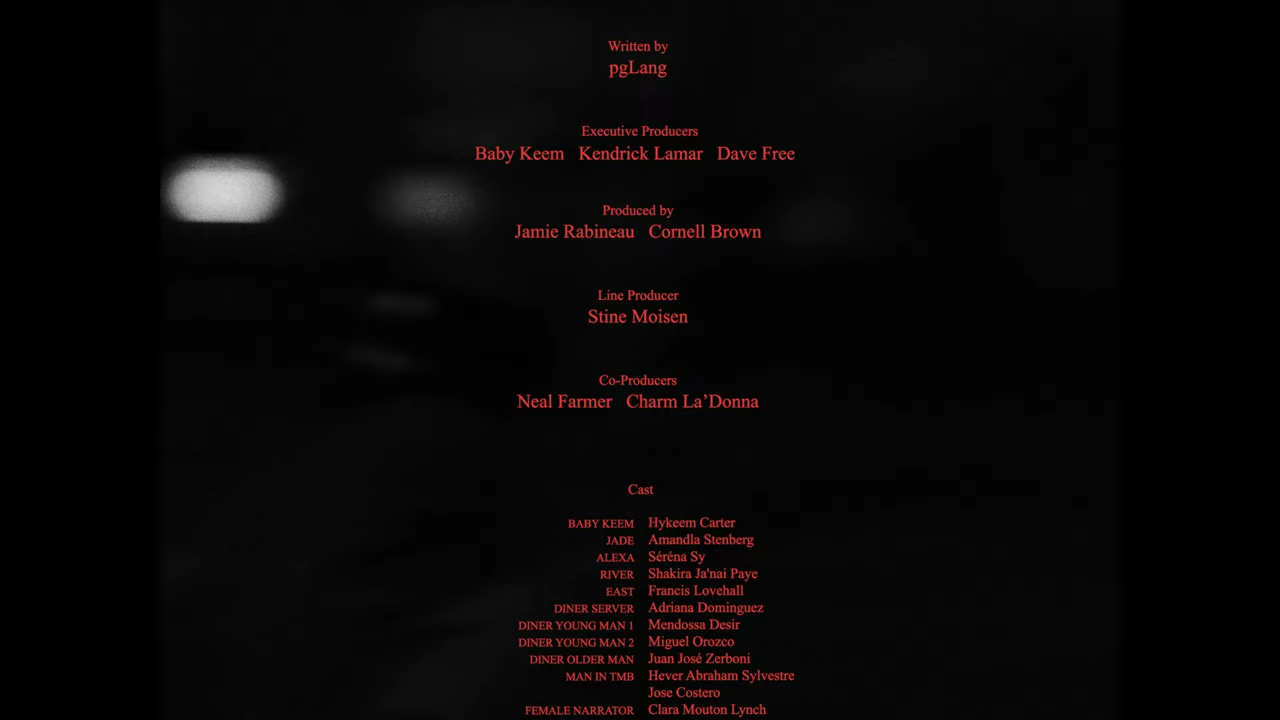 Written by
pgLang
Executive Producers
Baby Keem Kendrick Lamar Dave Free
Produced by
Jamie Rabineau Cornell Brown
Line Producer
Stine Moisen
Co-Producers
Neal Farmer Charm La’Donna
Cast
BABY KEEM Hykeem Carter
JADE Amandla Stenberg
ALEXA Séréna Sy
RIVER Shakira Ja'nai Paye
EAST Francis Lovehall
DINER SERVER Adriana Dominguez
DINER YOUNG MAN 1 Mendossa Desir
DINER YOUNG MAN 2 Miguel Orozco
DINER OLDER MAN Juan José Zerboni
MAN IN TMB Hever Abraham Sylvestre
Jose Costero
FEMALE NARRATOR Clara Mouton Lynch